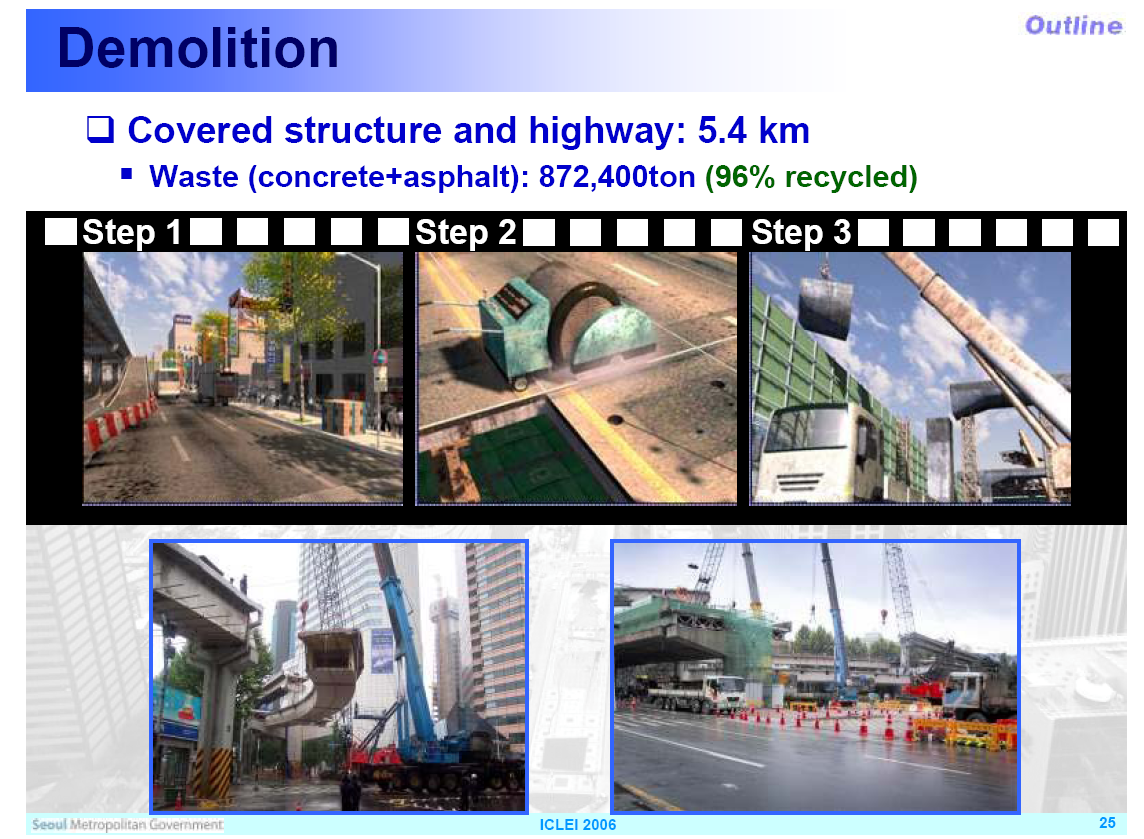 Demolition
Outline
❑ Covered structure and highway: 5.4 km
▪ Waste (concrete+asphalt): 872,400ton (96% recycled)
Step 1 Step 2 Step 3
Seoul Metropolitan Government
ICLEI 2006
25